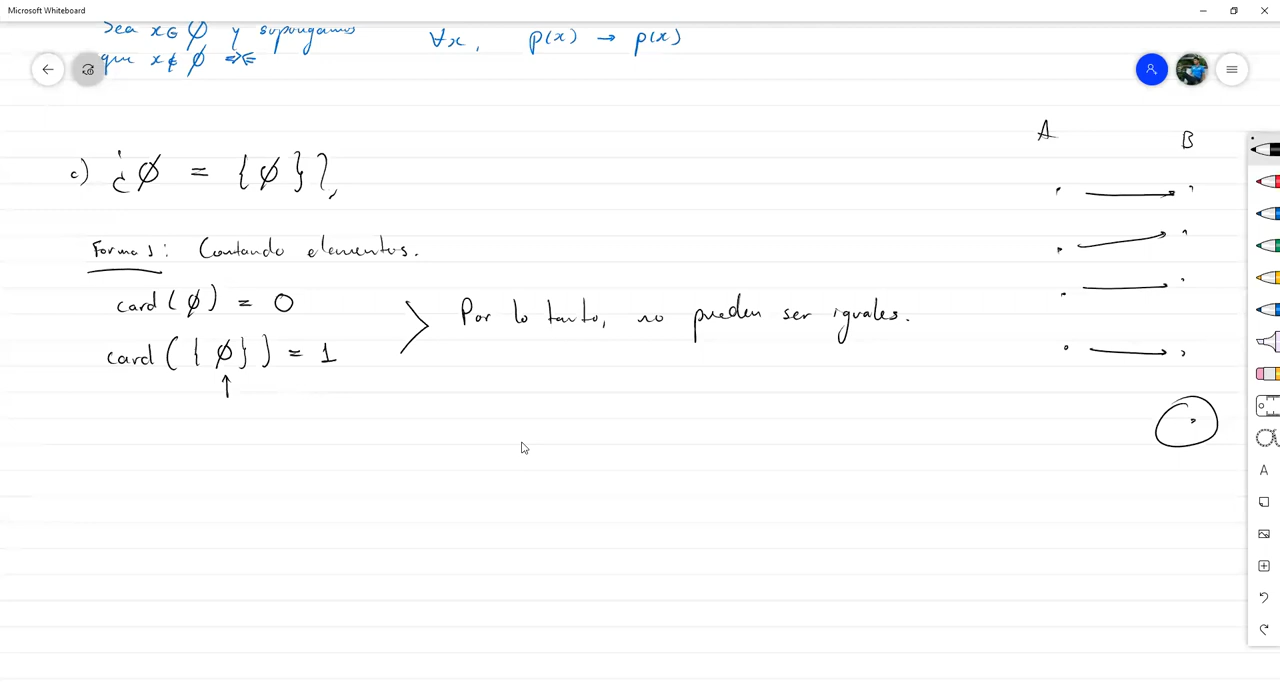 Microsoft Whiteboard
Sea x∈ ∅ y supongamos
que x∉ ∅ ⇒⇐
∀x, p(x) → p(x)
c) ¿∅ = {∅}?
A B
Forma 1: Contando elementos.
card(∅) = 0
card({∅}) = 1
Por lo tanto, no pueden ser iguales.
↑
A